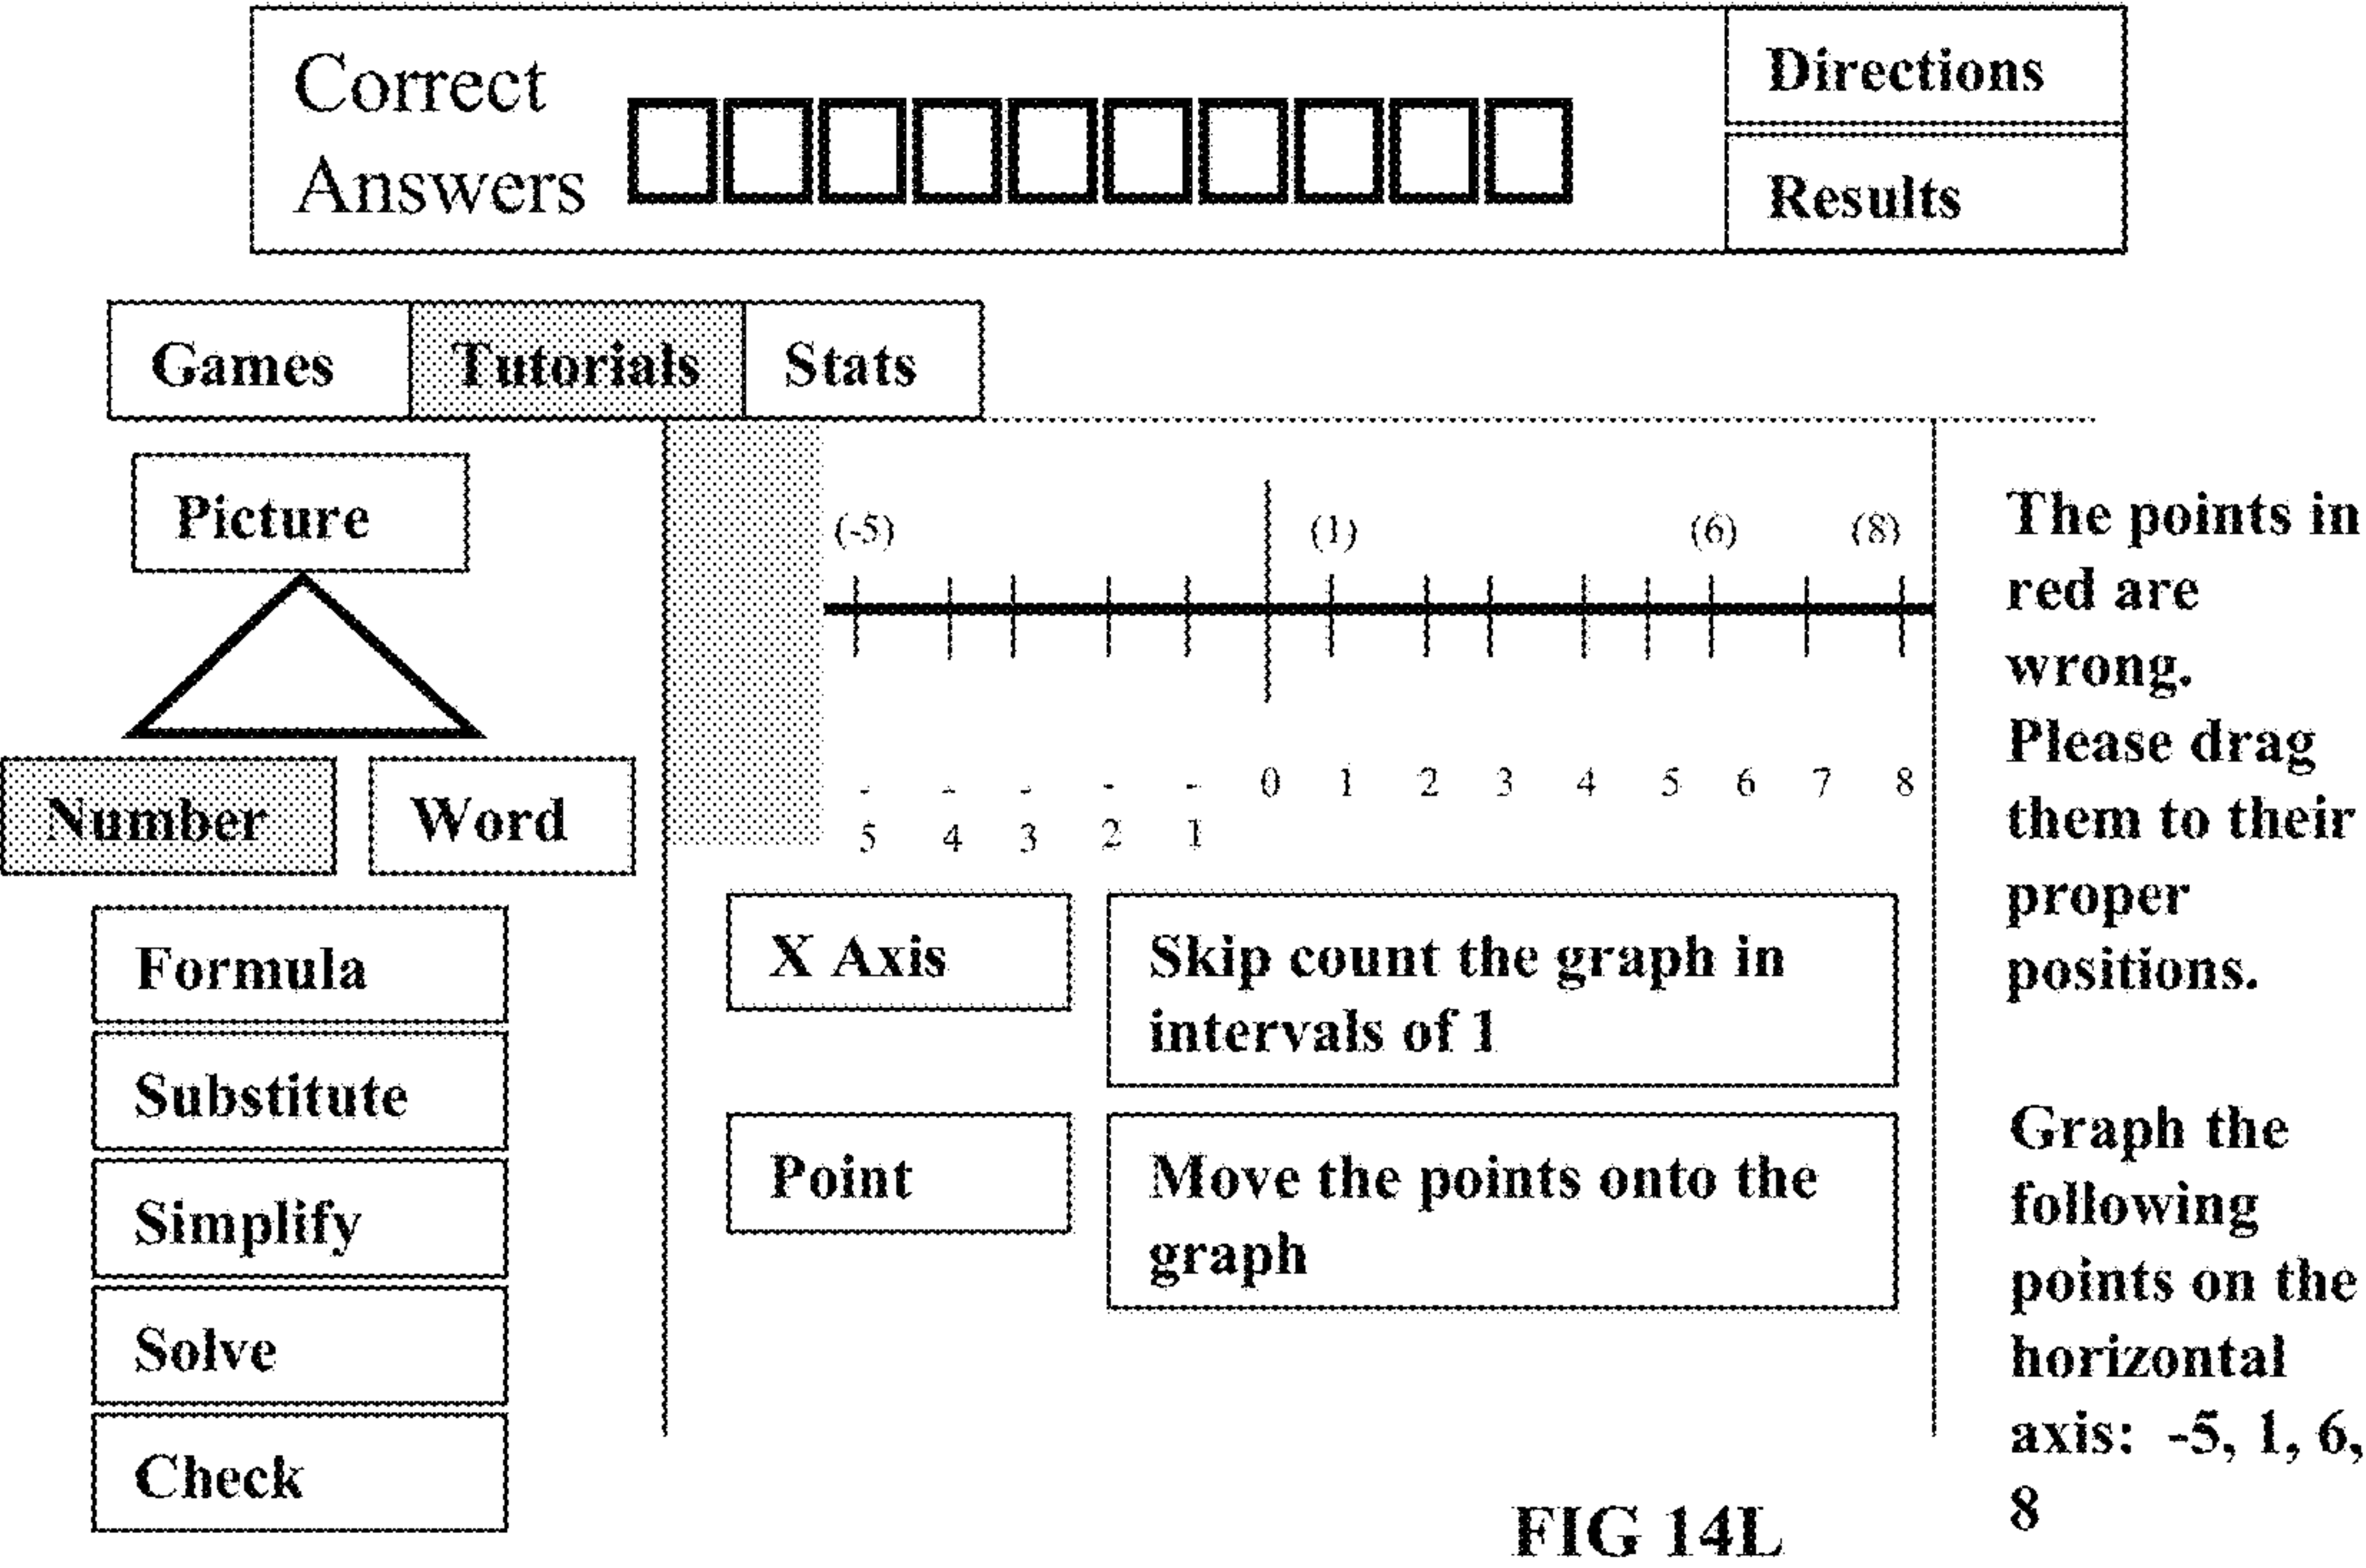 Correct
Answers
Directions
Results
Games Tutorials Stats
Picture
Number Word
Formula
Substitute
Simplify
Solve
Check
(-5) (1) (6) (8)
- - - - - 0 1 2 3 4 5 6 7 8
5 4 3 2 1
X Axis
Skip count the graph in
intervals of 1
Point
Move the points onto the
graph
The points in
red are
wrong.
Please drag
them to their
proper
positions.
Graph the
following
points on the
horizontal
axis: -5, 1, 6,
8
FIG 14L